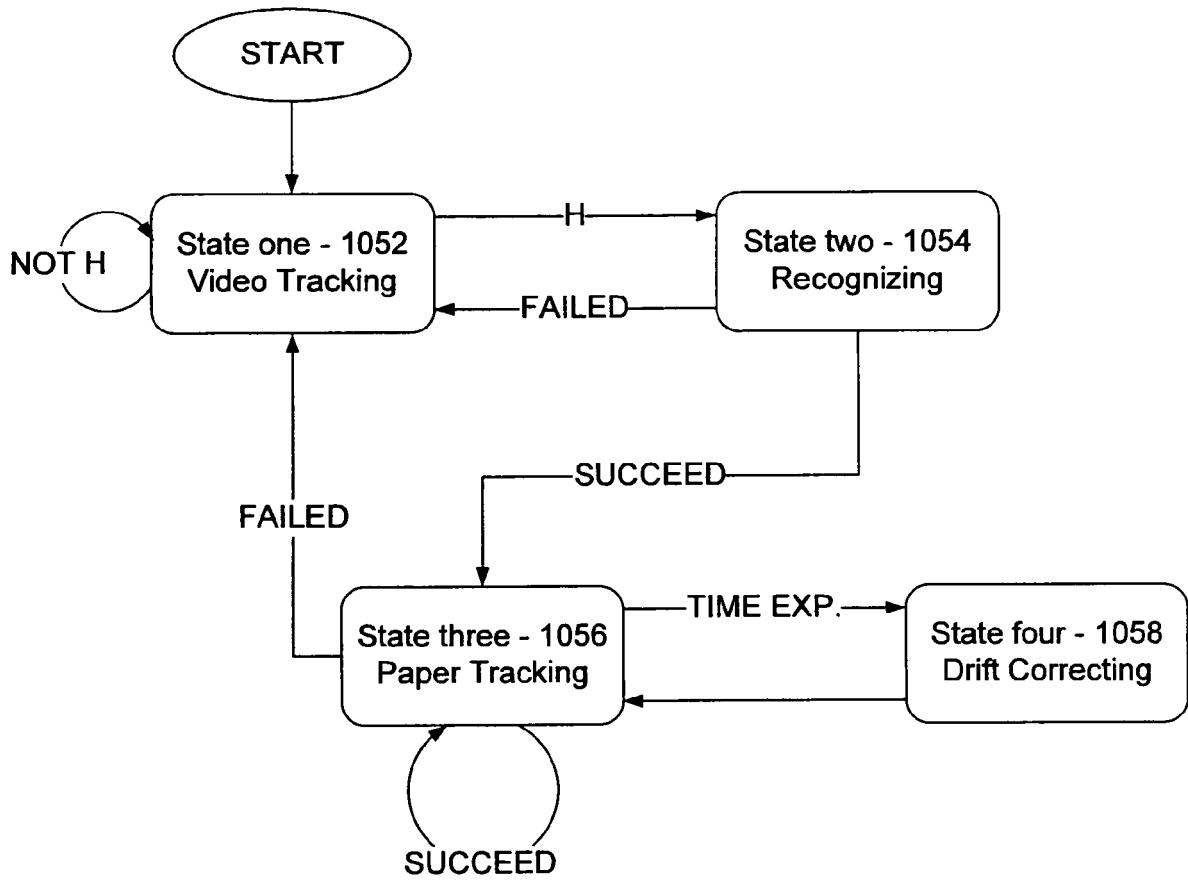 START
NOT H
State one - 1052
Video Tracking
H
FAILED
State two - 1054
Recognizing
SUCCEED
FAILED
State three - 1056
Paper Tracking
TIME EXP.
State four - 1058
Drift Correcting
SUCCEED